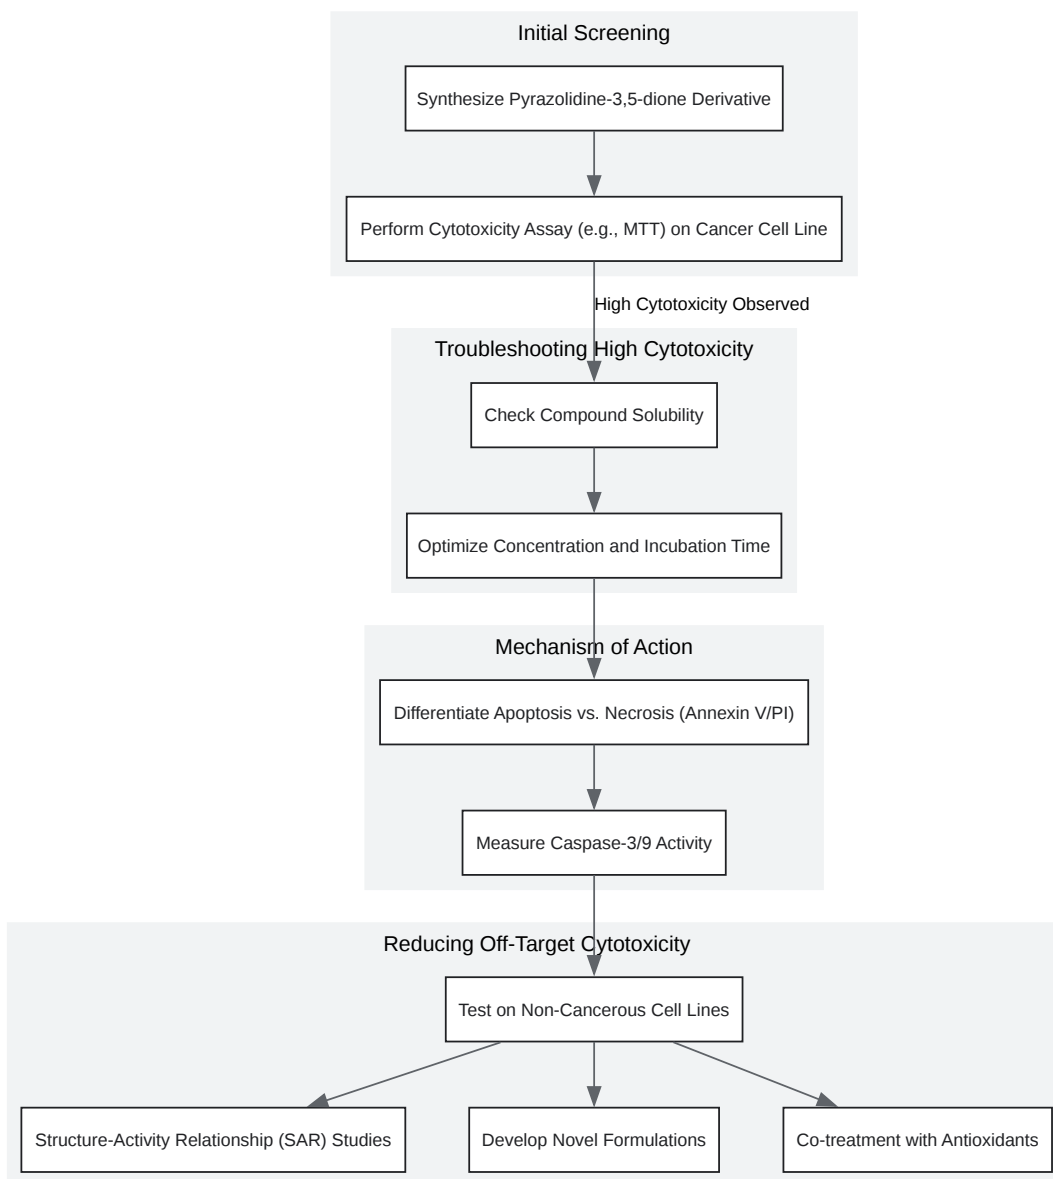 Initial Screening
Synthesize Pyrazolidine-3,5-dione Derivative
Perform Cytotoxicity Assay (e.g., MTT) on Cancer Cell Line
High Cytotoxicity Observed
Troubleshooting High Cytotoxicity
Check Compound Solubility
Optimize Concentration and Incubation Time
Mechanism of Action
Differentiate Apoptosis vs. Necrosis (Annexin V/PI)
Measure Caspase-3/9 Activity
Reducing Off-Target Cytotoxicity
Test on Non-Cancerous Cell Lines
Structure-Activity Relationship (SAR) Studies
Develop Novel Formulations
Co-treatment with Antioxidants